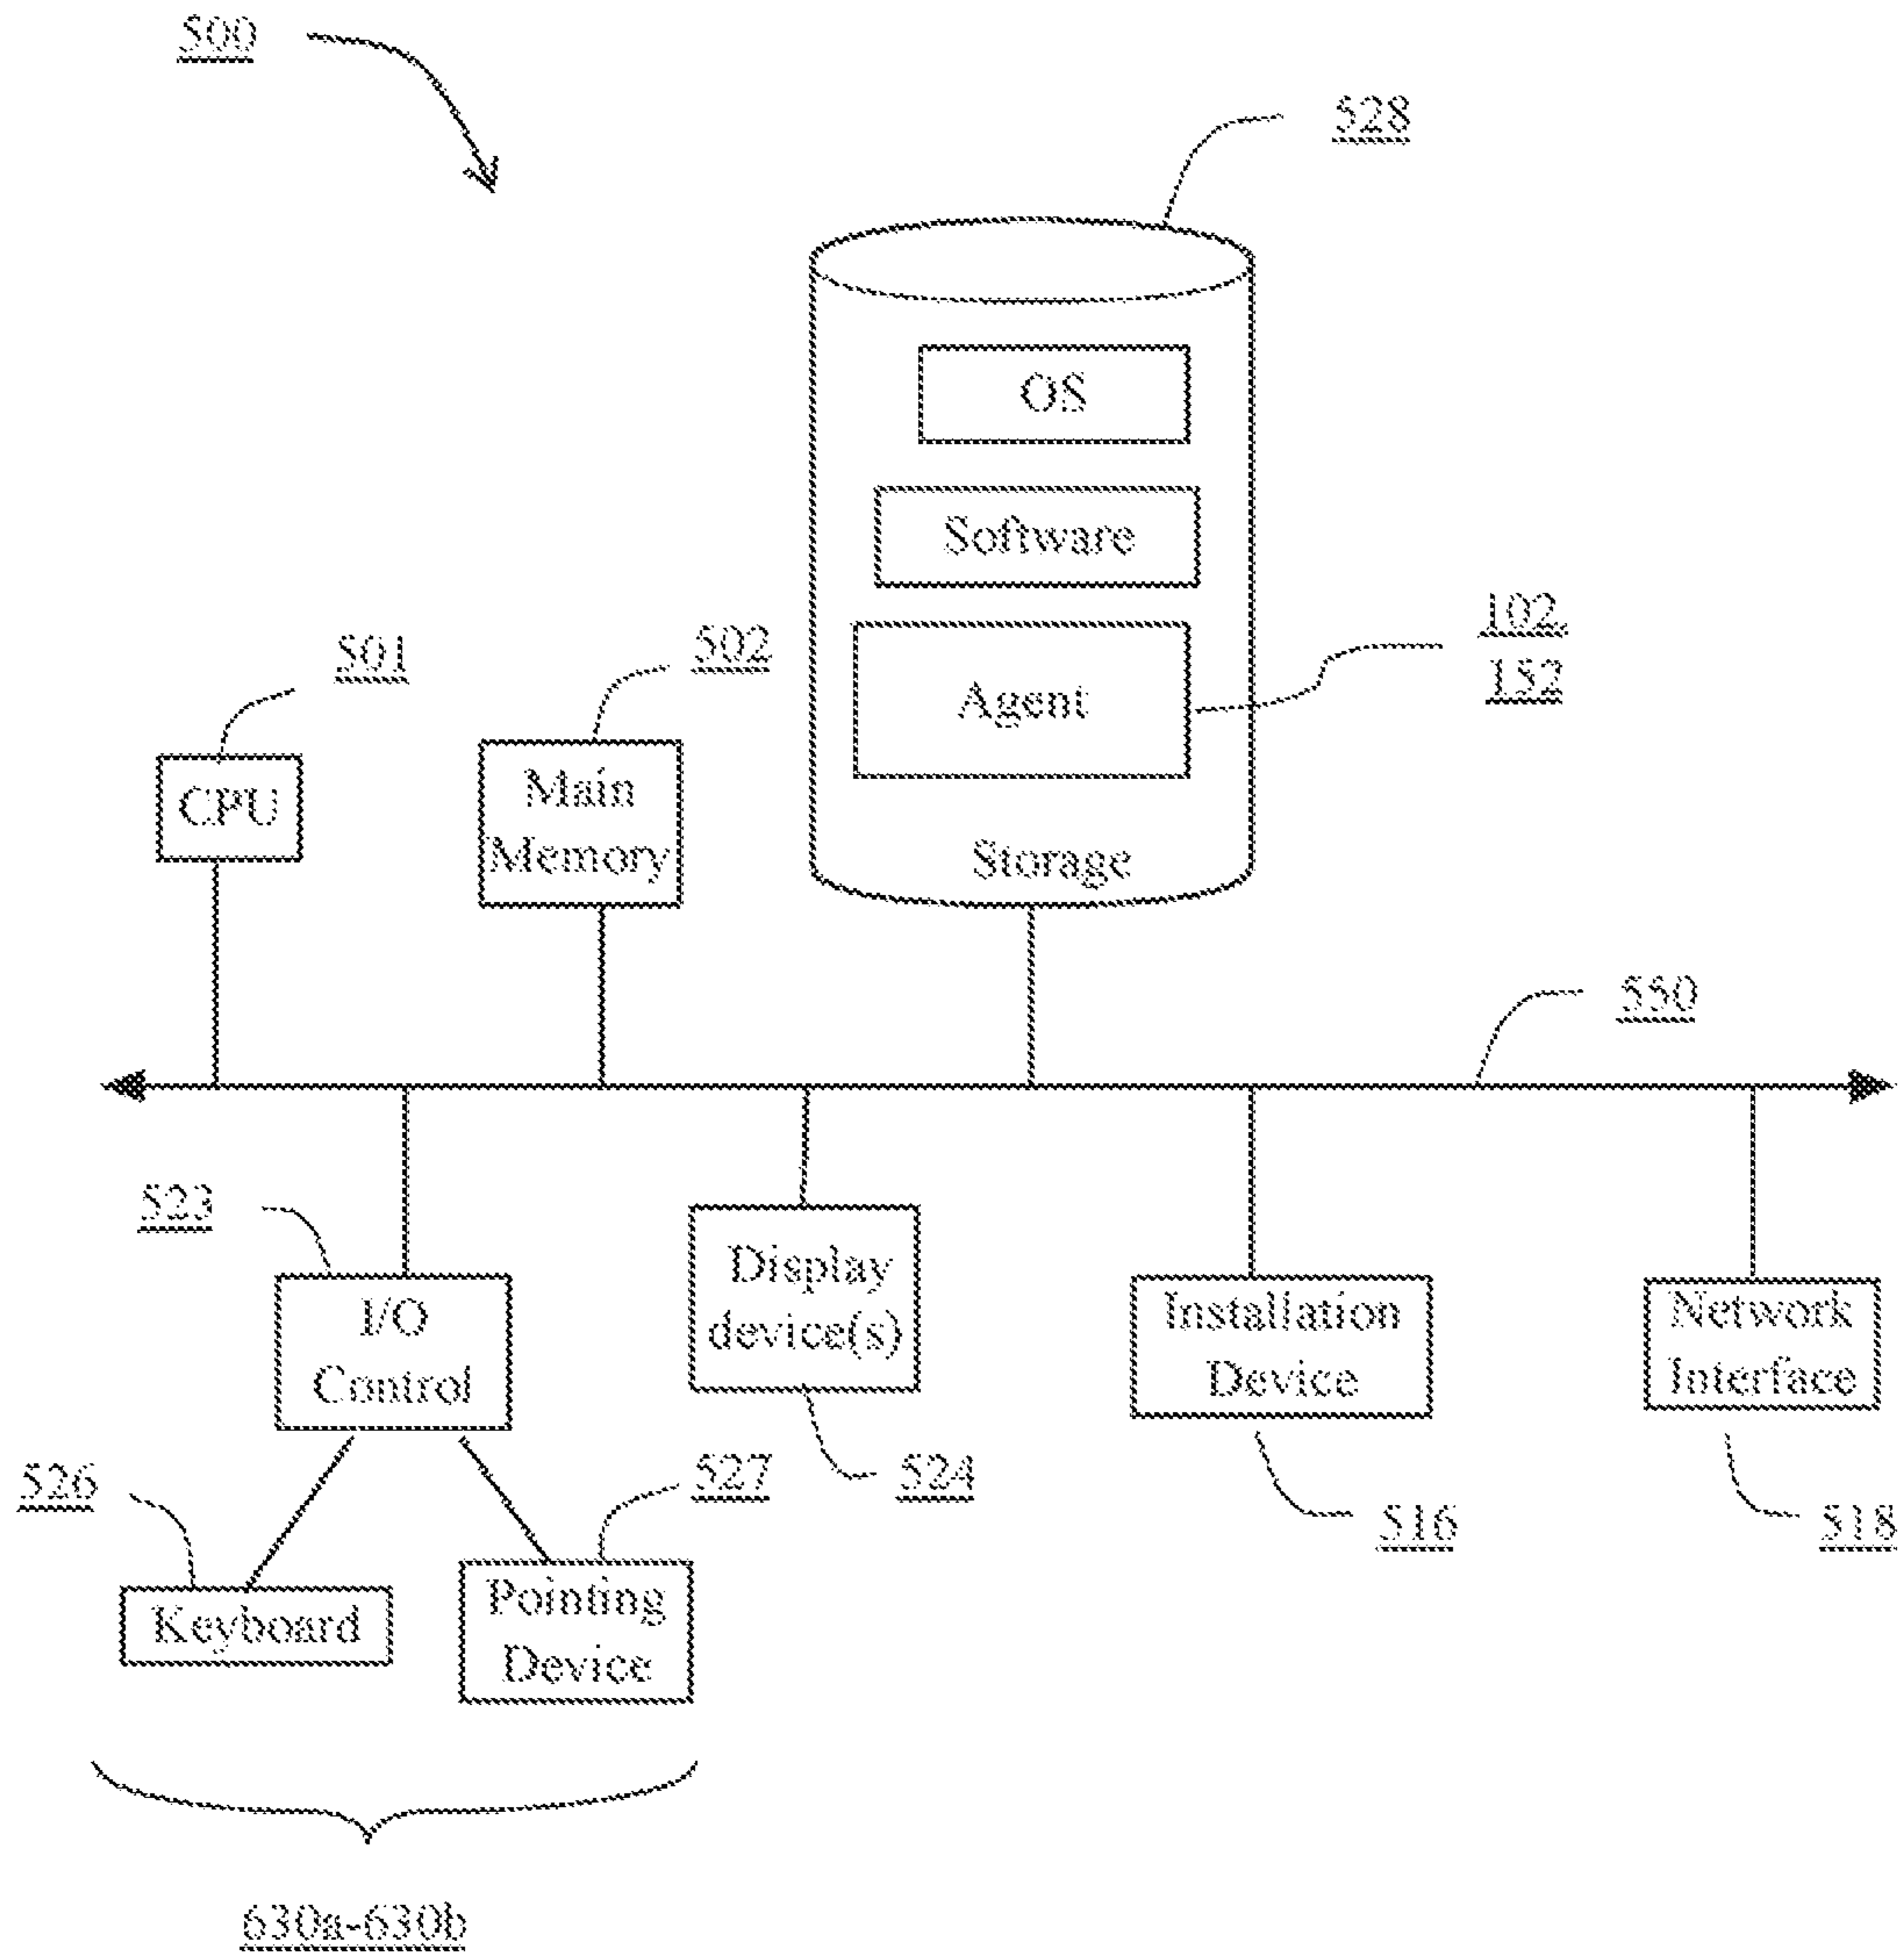 500
528
OS
Software
102,
152
Agent
501
502
CPU
Main
Memory
Storage
550
523
I/O
Control
Display
device(s)
Installation
Device
Network
Interface
526
527
524
516
518
Keyboard
Pointing
Device
630a-630b